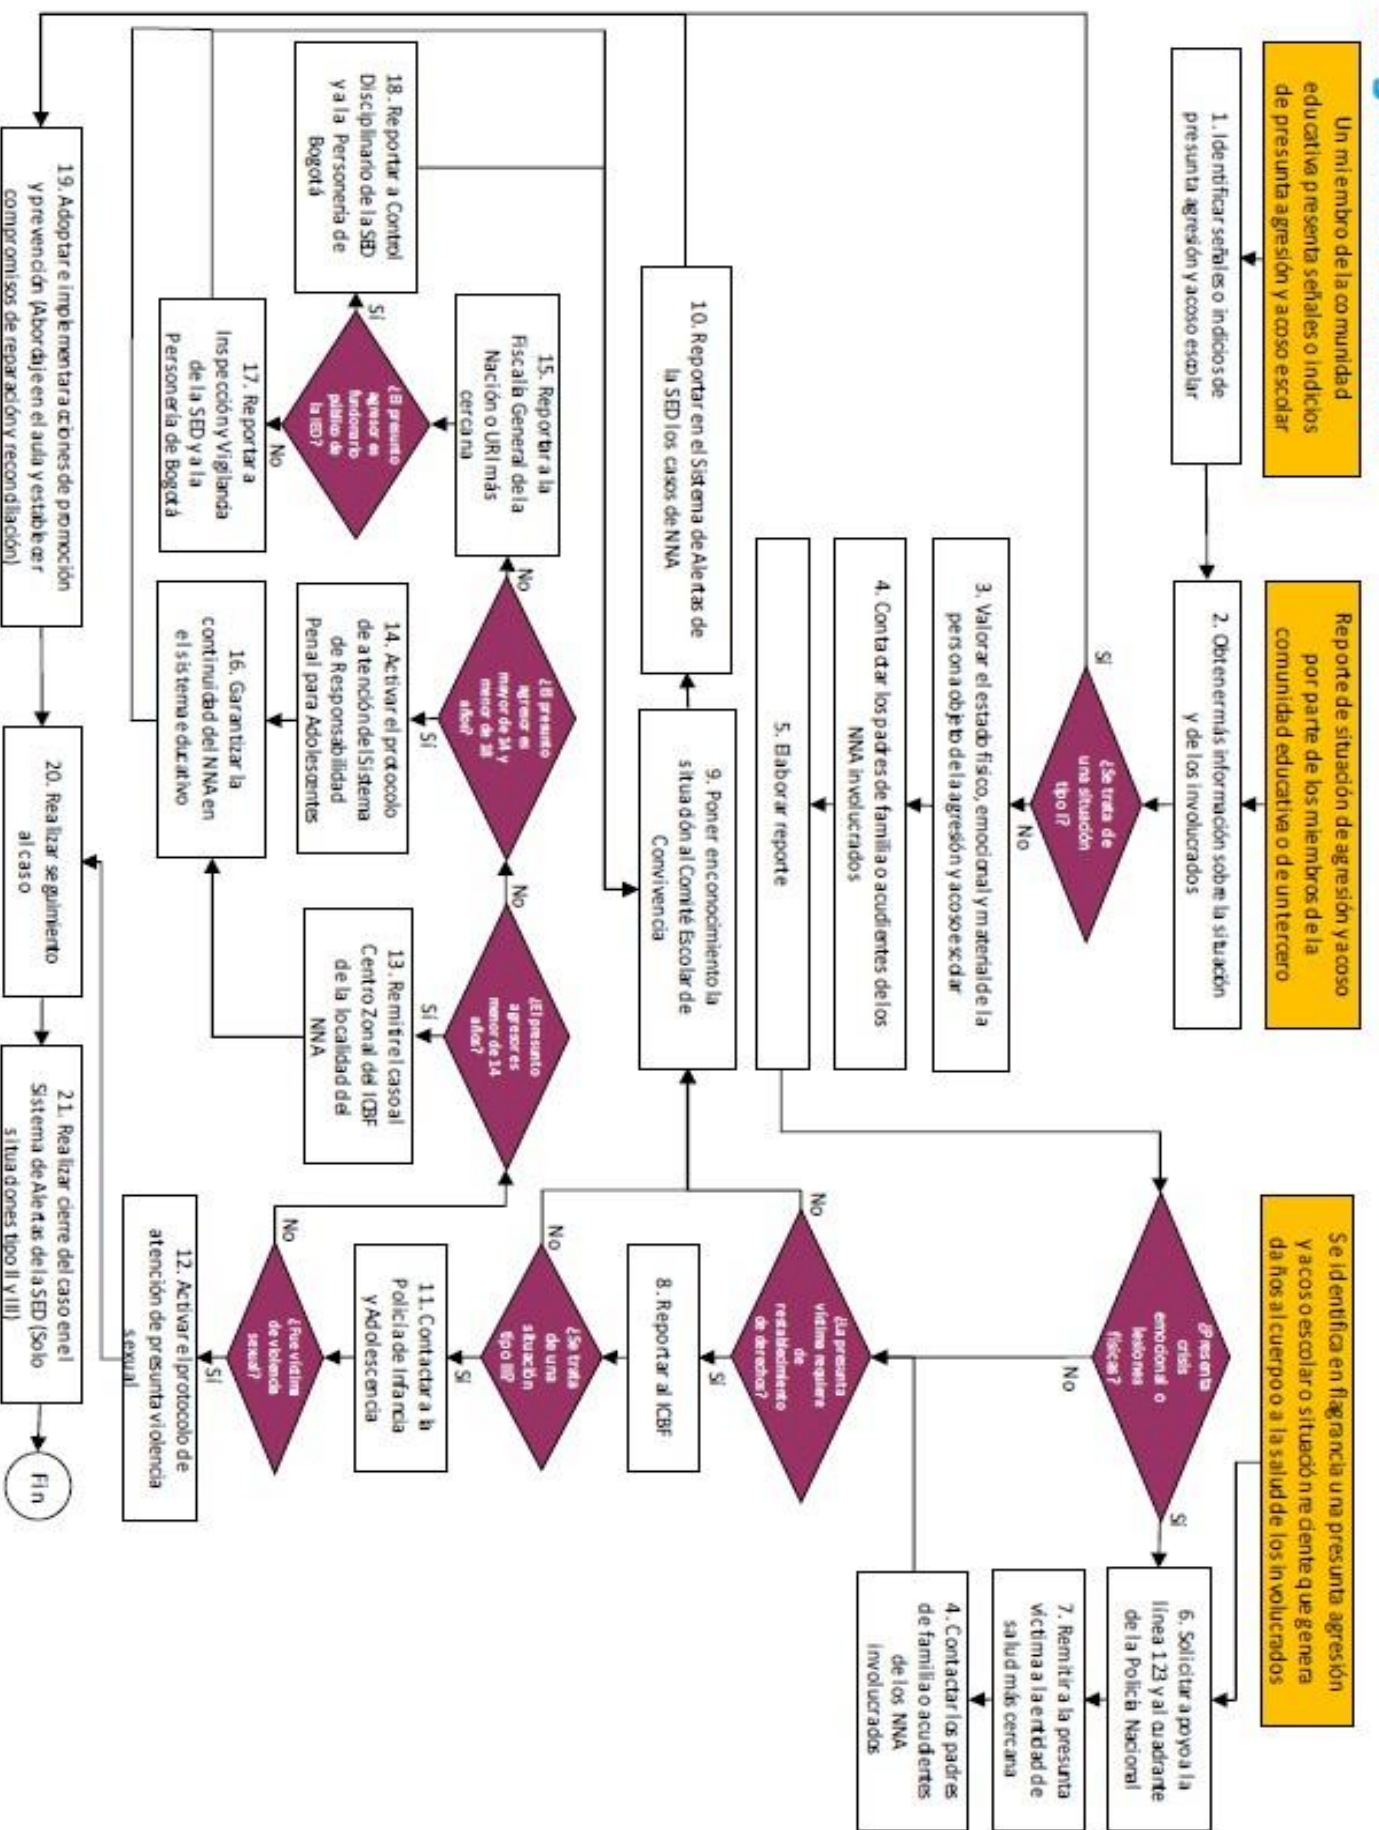 Un miembro de la comunidad
educativa presenta señales o indicios
de presunta agresión y acoso escolar
Reporte de situación de agresión y acoso
por parte de los miembros de la
comunidad educativa o de un tercero
Se identifica en flagrancia una presunta agresión
y acoso escolar o situación reciente que genera
daños al cuerpo o a la salud de los involucrados
1. Identificar señales o indicios de
presunta agresión y acoso escolar
2. Obtener más información sobre la situación
y de los involucrados
¿Se trata de
una situación
tipo I?
Sí
No
3. Valorar el estado físico, emocional y material de la
persona objeto de la agresión y acoso escolar
4. Contactar los padres de familia o acudientes de los
NNA involucrados
5. Elaborar reporte
¿Presenta
crisis
emocional o
lesiones
físicas?
Sí
No
6. Solicitar apoyo a la
línea 123 y al cuadrante
de la Policía Nacional
7. Remitir a la presunta
víctima a la entidad de
salud más cercana
4. Contactar los padres
de familia o acudientes
de los NNA
involucrados
¿La presunta
víctima requiere
de
restablecimiento
de derechos?
No
Sí
8. Reportar al ICBF
9. Poner en conocimiento la
situación al Comité Escolar de
Convivencia
10. Reportar en el Sistema de Alertas de
la SED los casos de NNA
¿Se trata
de una
situación
tipo III?
No
Sí
11. Contactar a la
Policía de Infancia
y Adolescencia
¿Fue víctima
de violencia
sexual?
No
Sí
12. Activar el protocolo de
atención de presunta violencia
sexual
¿El presunto
agresor es
menor de 14
años?
No
Sí
13. Remitir el caso al
Centro Zonal del ICBF
de la localidad del
NNA
¿El presunto
agresor es
mayor de 14 y
menor de 18
años?
No
Sí
14. Activar el protocolo
de atención del Sistema
de Responsabilidad
Penal para Adolescentes
15. Reportar a la
Fiscalía General de la
Nación o URI más
cercana
16. Garantizar la
continuidad del NNA en
el sistema educativo
¿El presunto
agresor es
funcionario
público de
la IED?
Sí
No
17. Reportar a
Inspección y Vigilancia
de la SED y a la
Personería de Bogotá
18. Reportar a Control
Disciplinario de la SED
y a la Personería de
Bogotá
19. Adoptar e implementar acciones de promoción
y prevención (Abordaje en el aula y establecer
compromisos de reparación y reconciliación)
20. Realizar seguimiento
al caso
21. Realizar cierre del caso en el
Sistema de Alertas de la SED (Solo
situaciones tipo II y III)
Fin